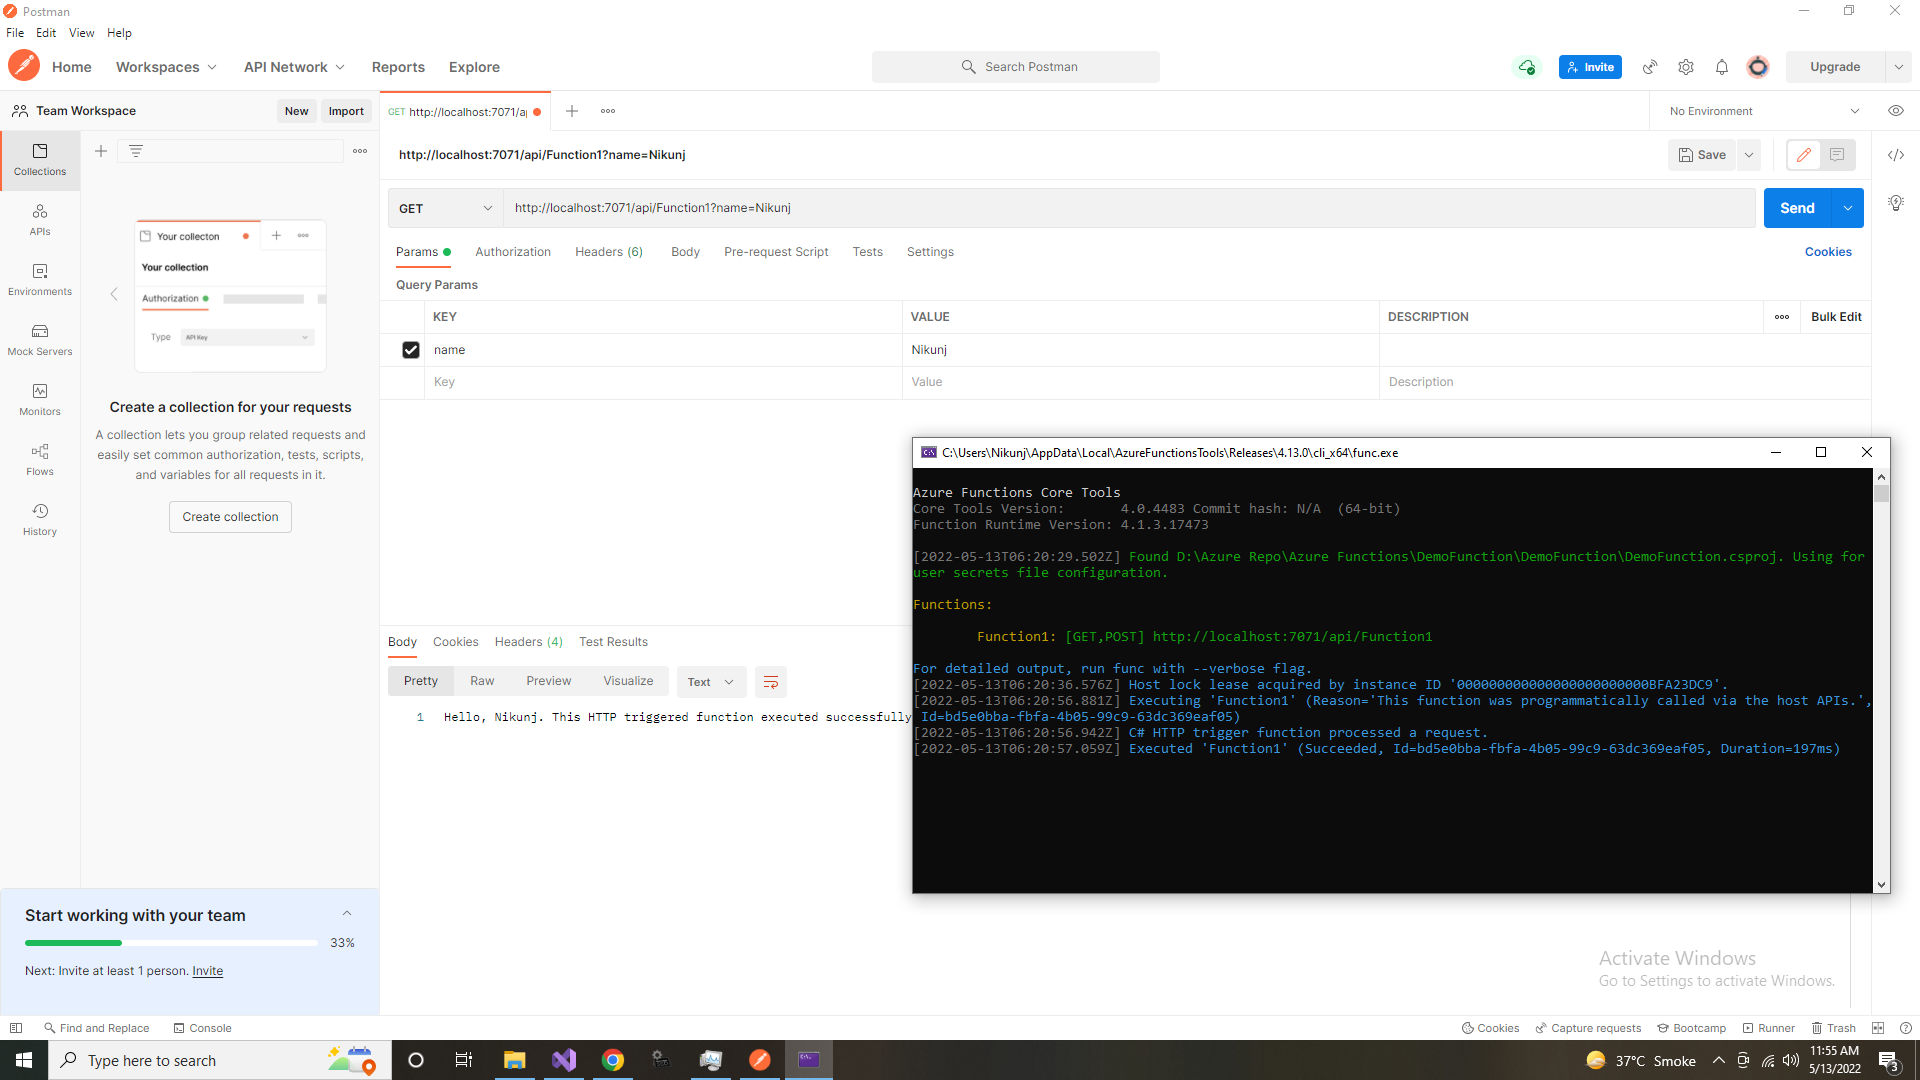 Postman
File Edit View Help
Home Workspaces API Network Reports Explore
Search Postman
Invite
Upgrade
Team Workspace
New Import
GET http://localhost:7071/ap
No Environment
http://localhost:7071/api/Function1?name=Nikunj
Save
GET
http://localhost:7071/api/Function1?name=Nikunj
Send
Params Authorization Headers (6) Body Pre-request Script Tests Settings
Cookies
Query Params
KEY VALUE DESCRIPTION
Bulk Edit
name Nikunj
Key Value Description
Collections
APIs
Environments
Mock Servers
Monitors
Flows
History
Your collecton
Your collection
Authorization
Type API Key
Create a collection for your requests
A collection lets you group related requests and
easily set common authorization, tests, scripts,
and variables for all requests in it.
Create collection
C:\Users\Nikunj\AppData\Local\AzureFunctionsTools\Releases\4.13.0\cli_x64\func.exe
Azure Functions Core Tools
Core Tools Version: 4.0.4483 Commit hash: N/A (64-bit)
Function Runtime Version: 4.1.3.17473
[2022-05-13T06:20:29.502Z] Found D:\Azure Repo\Azure Functions\DemoFunction\DemoFunction\DemoFunction.csproj. Using for
user secrets file configuration.
Functions:
Function1: [GET,POST] http://localhost:7071/api/Function1
For detailed output, run func with --verbose flag.
[2022-05-13T06:20:36.576Z] Host lock lease acquired by instance ID '000000000000000000000000BFA23DC9'.
[2022-05-13T06:20:56.881Z] Executing 'Function1' (Reason='This function was programmatically called via the host APIs.',
Id=bd5e0bba-fbfa-4b05-99c9-63dc369eaf05)
[2022-05-13T06:20:56.942Z] C# HTTP trigger function processed a request.
[2022-05-13T06:20:57.059Z] Executed 'Function1' (Succeeded, Id=bd5e0bba-fbfa-4b05-99c9-63dc369eaf05, Duration=197ms)
Body Cookies Headers (4) Test Results
Pretty Raw Preview Visualize Text
1 Hello, Nikunj. This HTTP triggered function executed successfully
Start working with your team
33%
Next: Invite at least 1 person. Invite
Activate Windows
Go to Settings to activate Windows.
Find and Replace Console
Cookies Capture requests Bootcamp Runner Trash
Type here to search
37°C Smoke
11:55 AM
5/13/2022
3